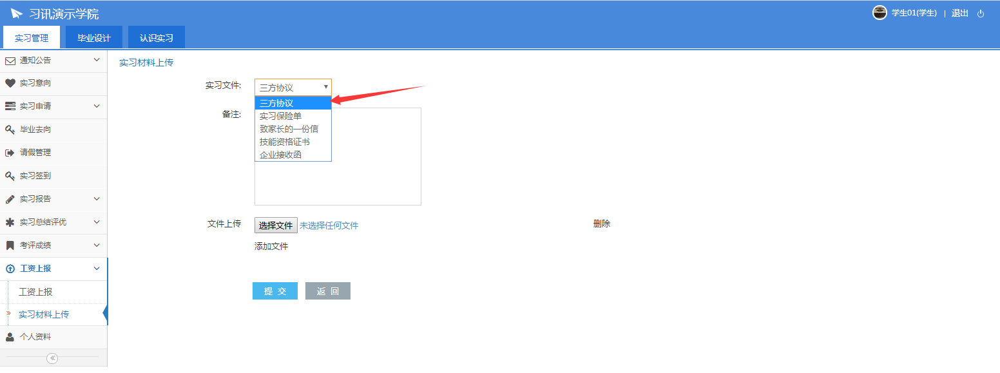 习讯演示学院
学生01(学生) | 退出
实习管理 毕业设计 认识实习
通知公告
实习意向
实习申请
毕业去向
请假管理
实习签到
实习报告
实习总结评优
考评成绩
工资上报
工资上报
» 实习材料上传
个人资料
«
实习材料上传
实习文件: 三方协议
三方协议
实习保险单
致家长的一份信
技能资格证书
企业接收函
备注:
文件上传 选择文件 未选择任何文件 删除
添加文件
提 交 返 回